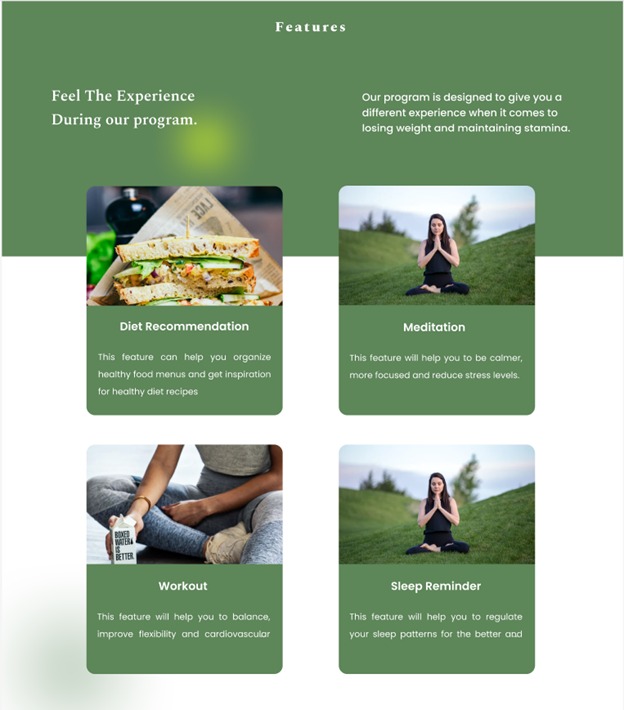 Features
Feel The Experience
During our program.
Our program is designed to give you a
different experience when it comes to
losing weight and maintaining stamina.
Diet Recommendation
This feature can help you organize
healthy food menus and get inspiration
for healthy diet recipes
Meditation
This feature will help you to be calmer,
more focused and reduce stress levels.
BOXED
WATER
IS
BETTER.
Workout
This feature will help you to balance,
improve flexibility and cardiovascular
Sleep Reminder
This feature will help you to regulate
your sleep patterns for the better and